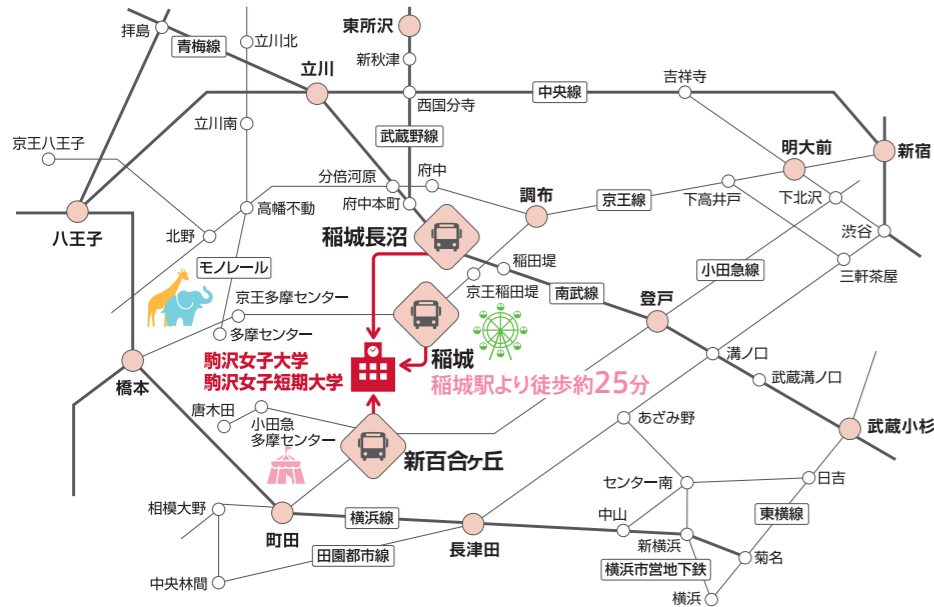 拝島
青梅線
立川北
東所沢
新秋津
立川
吉祥寺
中央線
西国分寺
立川南
武蔵野線
京王八王子
明大前
新宿
分倍河原
府中
調布
京王線
下高井戸
下北沢
府中本町
高幡不動
八王子
北野
稲城長沼
渋谷
モノレール
稲田堤
小田急線
三軒茶屋
京王多摩センター
京王稲田堤
南武線
登戸
多摩センター
駒沢女子大学
駒沢女子短期大学
稲城
稲城駅より徒歩約25分
溝ノ口
橋本
武蔵溝ノ口
唐木田
小田急
多摩センター
あざみ野
武蔵小杉
新百合ヶ丘
センター南
日吉
相模大野
横浜線
中山
東横線
町田
長津田
新横浜
田園都市線
菊名
中央林間
横浜市営地下鉄
横浜